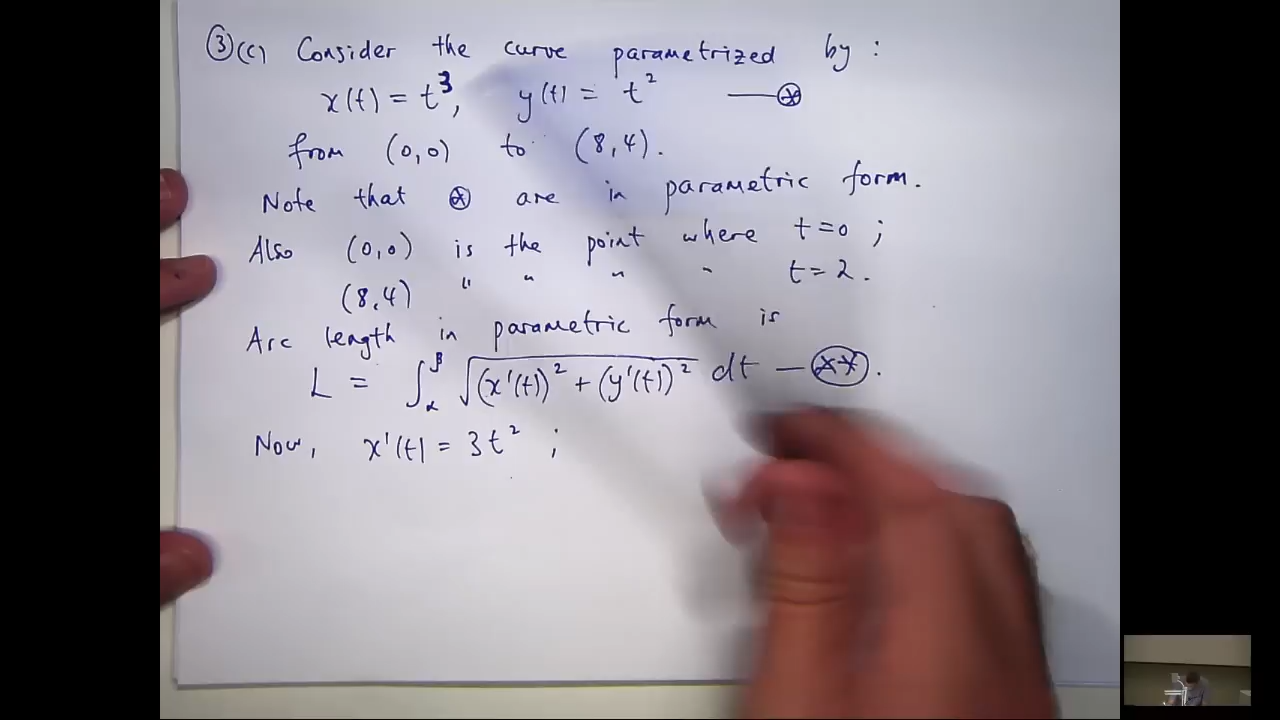 ③(c) Consider the curve parametrized by :
x(t) = t³, y(t) = t² —⊛
from (0,0) to (8,4).
Note that ⊛ are in parametric form.
Also (0,0) is the point where t=0 ;
(8,4) " " " " t=2.
Arc length in parametric form is
L = ∫_α^β √((x'(t))² + (y'(t))²) dt — (**).
Now, x'(t) = 3t² ;